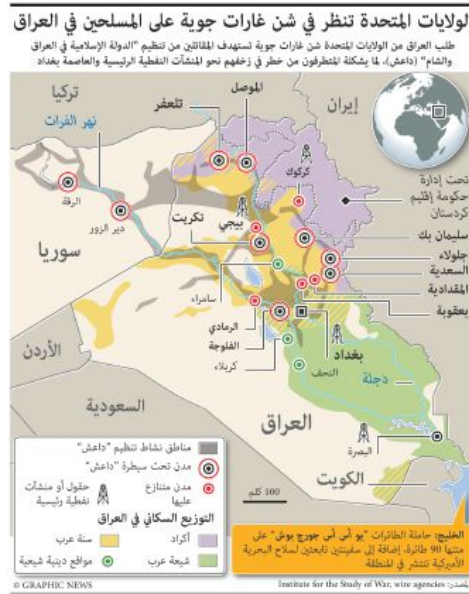 لولايات المتحدة تنظر في شن غارات جوية على المسلحين في العراق
طلب العراق من الولايات المتحدة شن غارات جوية تستهدف المقاتلين من تنظيم "الدولة الإسلامية في العراق
والشام" (داعش)، لما يشكلة المتطرفون من خطر في زخفهم نحو المنشآت النفطية الرئيسية والعاصمة بغداد
تركيا
الموصل
تلعفر
إيران
نهر الفرات
كركوك
تحت إدارة
حكومة إقليم
كردستان
الرقة
دير الزور
تكريت
بيجي
سليمان بك
جلولاء
السعدية
المقدادية
بعقوبة
سوريا
سامراء
الرمادي
الفلوجة
كربلاء
بغداد
النجف
دجلة
الأردن
السعودية
العراق
البصرة
الكويت
100 كلم
مناطق نشاط تنظيم "داعش"
مدن تحت سيطرة "داعش"
مدن متنازع
عليها
حقول أو منشآت
نفطية رئيسية
التوزيع السكاني في العراق
أكراد
سنة عرب
شيعة عرب
مواقع دينية شيعية
الخليج: حاملة الطائرات "يو أس أس جورج بوش" على
متنها 90 طائرة، إضافة إلى سفينتين تابعتين لسلاح البحرية
الأميركية تنتشر في المنطقة
© GRAPHIC NEWS
لمصدر: Institute for the Study of War, wire agencies